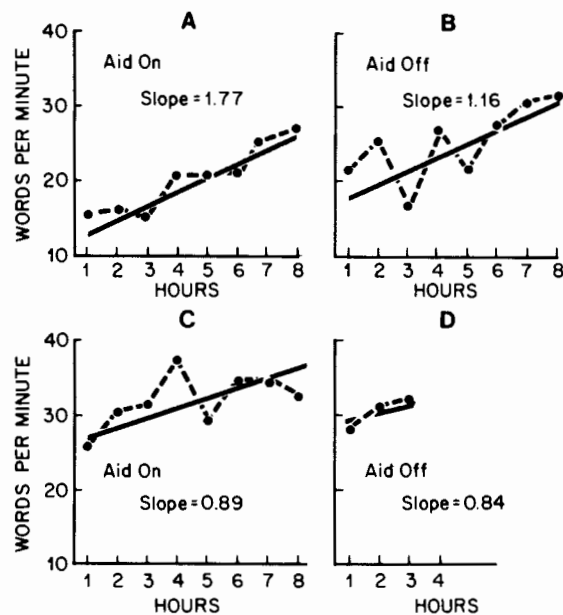 A
B
40
30
20
10
WORDS PER MINUTE
Aid On
Slope = 1.77
Aid Off
Slope = 1.16
1 2 3 4 5 6 7 8
HOURS
1 2 3 4 5 6 7 8
HOURS
C
D
40
30
20
10
WORDS PER MINUTE
Aid On
Slope = 0.89
Aid Off
Slope = 0.84
1 2 3 4 5 6 7 8
HOURS
1 2 3 4
HOURS